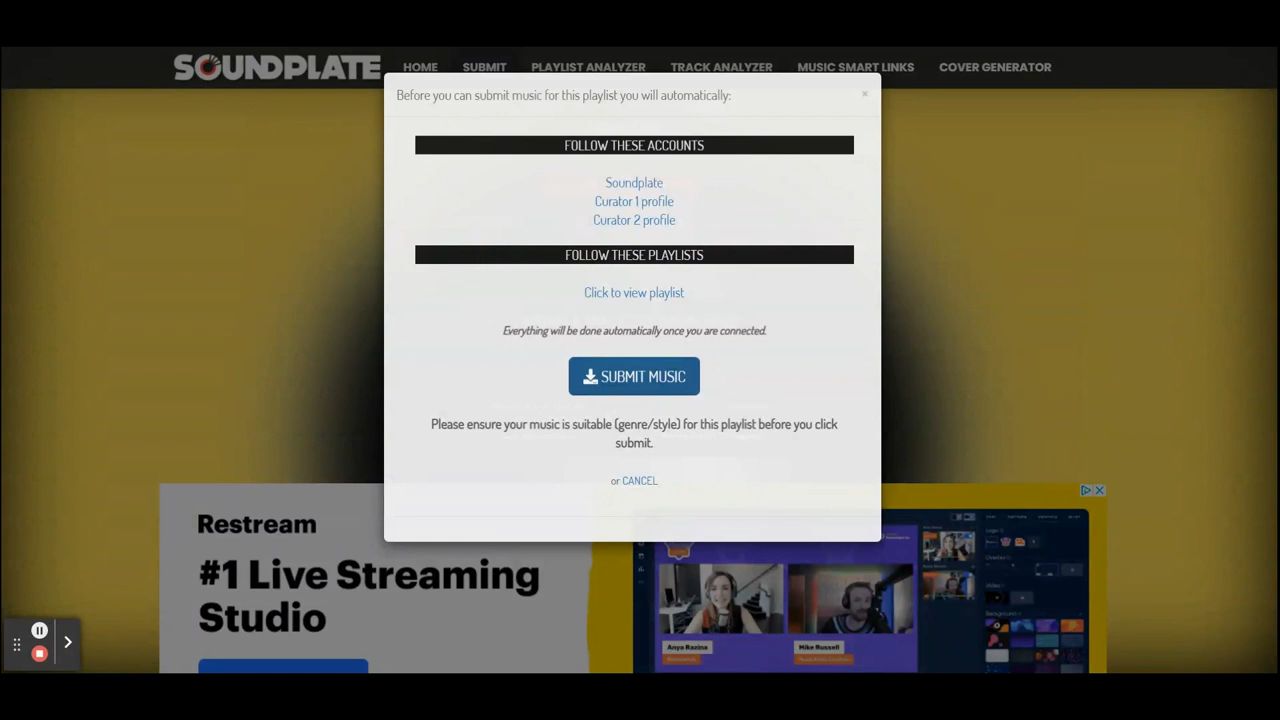 SOUNDPLATE HOME SUBMIT PLAYLIST ANALYZER TRACK ANALYZER MUSIC SMART LINKS COVER GENERATOR
Before you can submit music for this playlist you will automatically: ×
FOLLOW THESE ACCOUNTS
Soundplate
Curator 1 profile
Curator 2 profile
FOLLOW THESE PLAYLISTS
Click to view playlist
Everything will be done automatically once you are connected.
SUBMIT MUSIC
Please ensure your music is suitable (genre/style) for this playlist before you click
submit.
or CANCEL
Restream
#1 Live Streaming
Studio
Anya Razina
Mike Russell